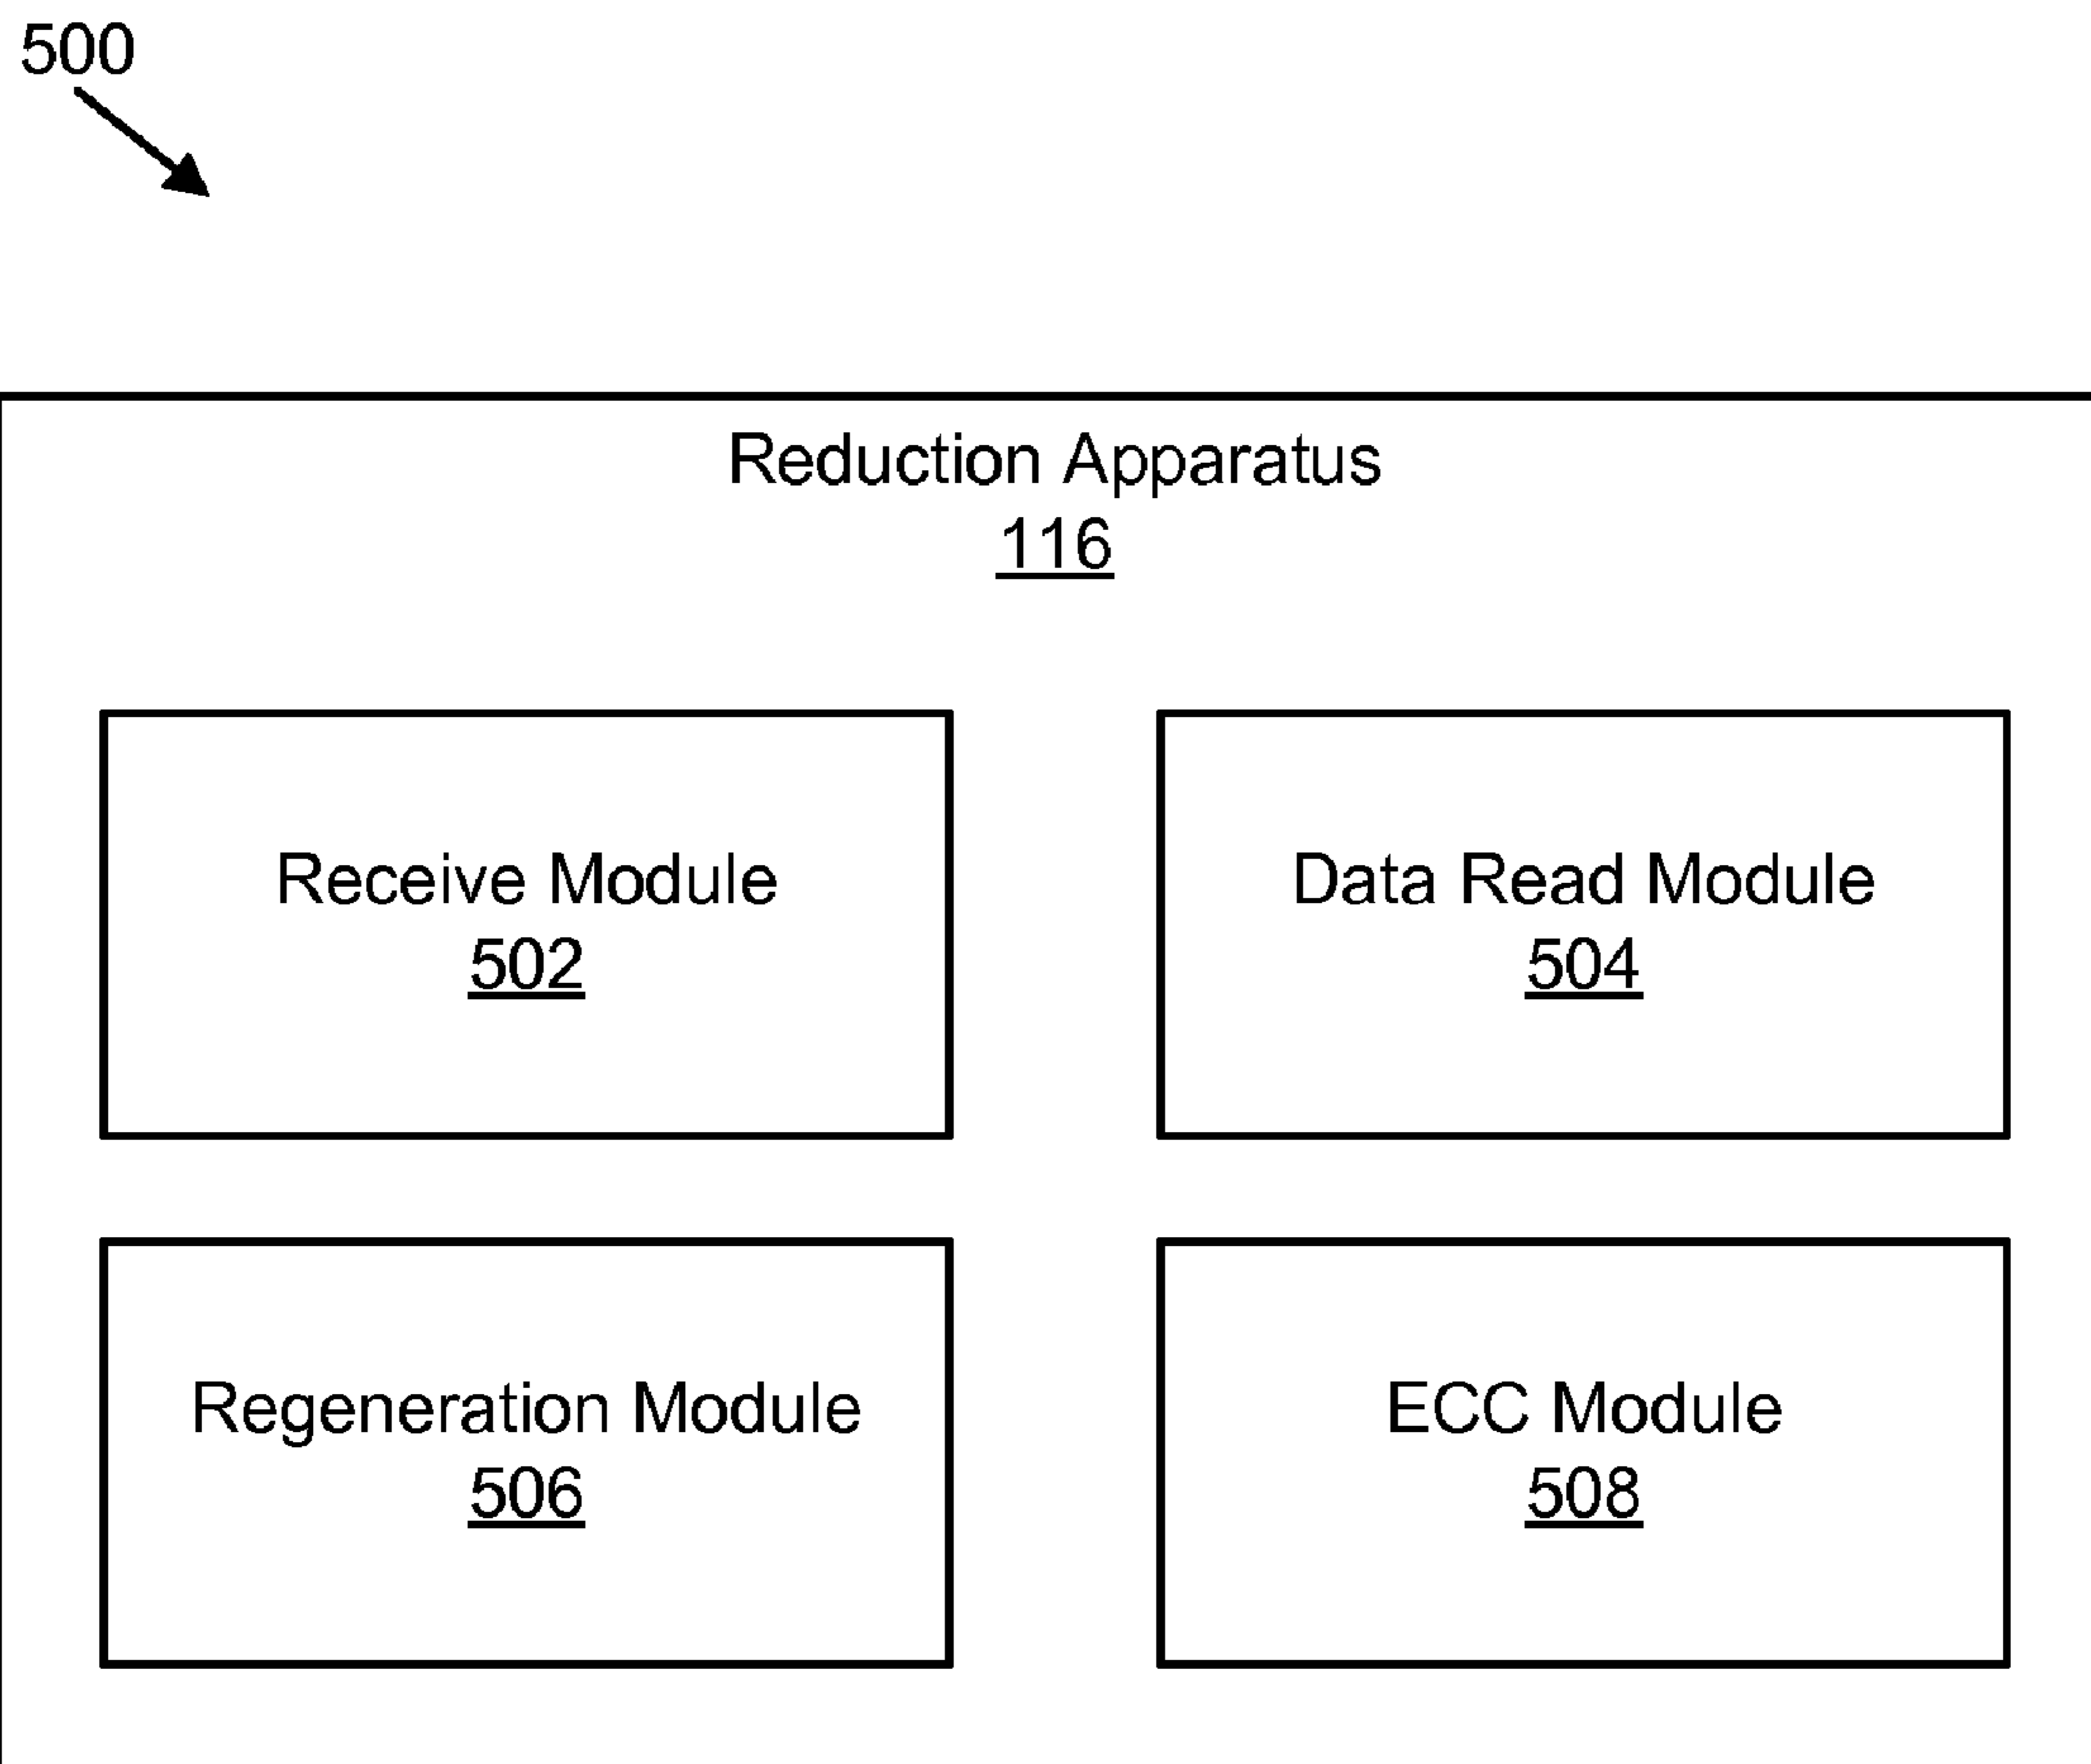 500
Reduction Apparatus
116
Receive Module
502
Data Read Module
504
Regeneration Module
506
ECC Module
508